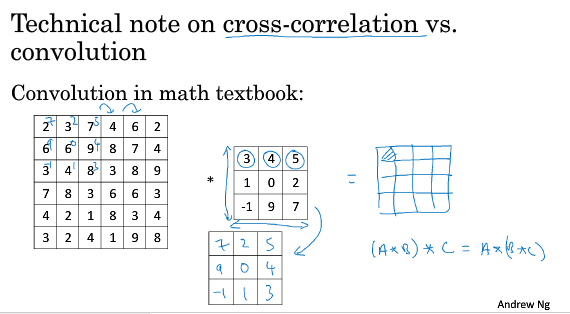 Technical note on cross-correlation vs.
convolution
Convolution in math textbook:
2 3 7 4 6 2
6 6 9 8 7 4
3 4 8 3 8 9
7 8 3 6 6 3
4 2 1 8 3 4
3 2 4 1 9 8
7 2 5
9 0 4
-1 1 3
*
3 4 5
1 0 2
-1 9 7
=
7 2 5
9 0 4
-1 1 3
(A * B) * C = A * (B * C)
Andrew Ng